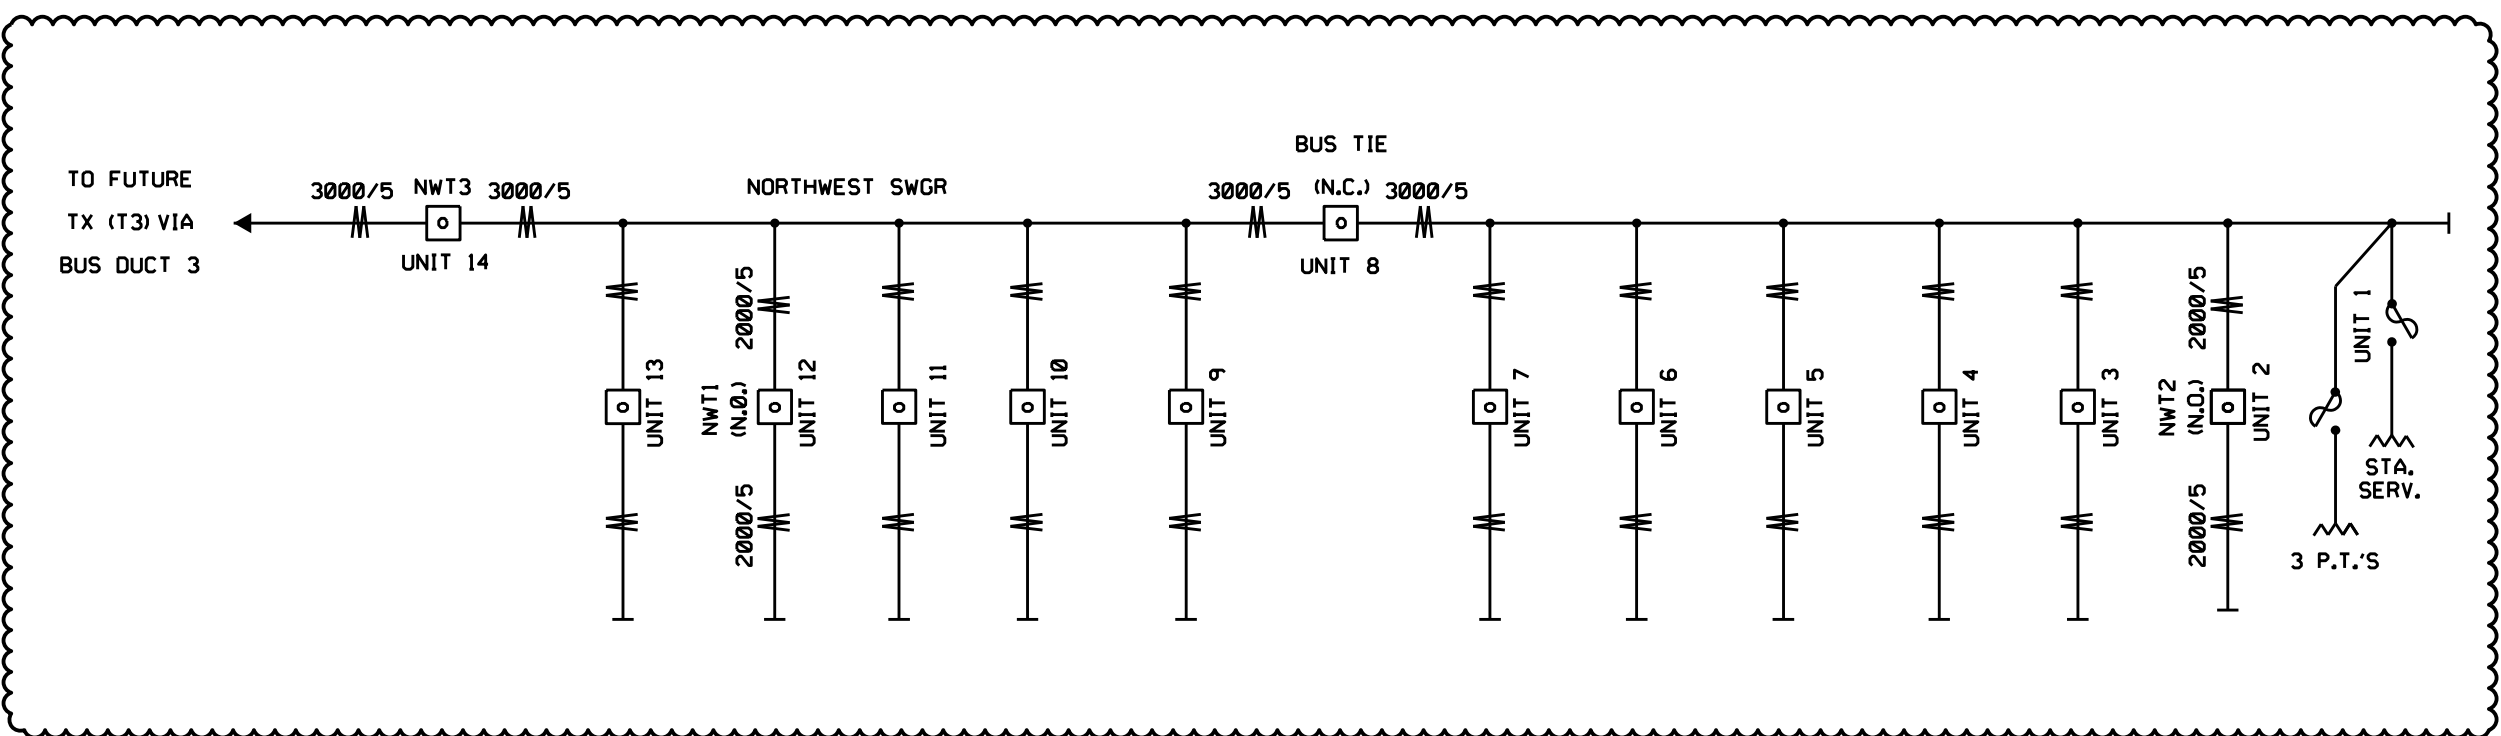 BUS TIE
(N.C.)
TO FUTURE
TX (T3) VIA
BUS DUCT 3
3000/5
NWT3
3000/5
NORTHWEST SWGR
3000/5
3000/5
UNIT 14
UNIT 8
UNIT 13
NWT1
(N.O.)
2000/5
2000/5
UNIT 12
UNIT 11
UNIT 10
UNIT 9
UNIT 7
UNIT 6
UNIT 5
UNIT 4
UNIT 3
NWT2
(N.O.)
2000/5
2000/5
UNIT 2
UNIT 1
STA.
SERV.
3 P.T.'S